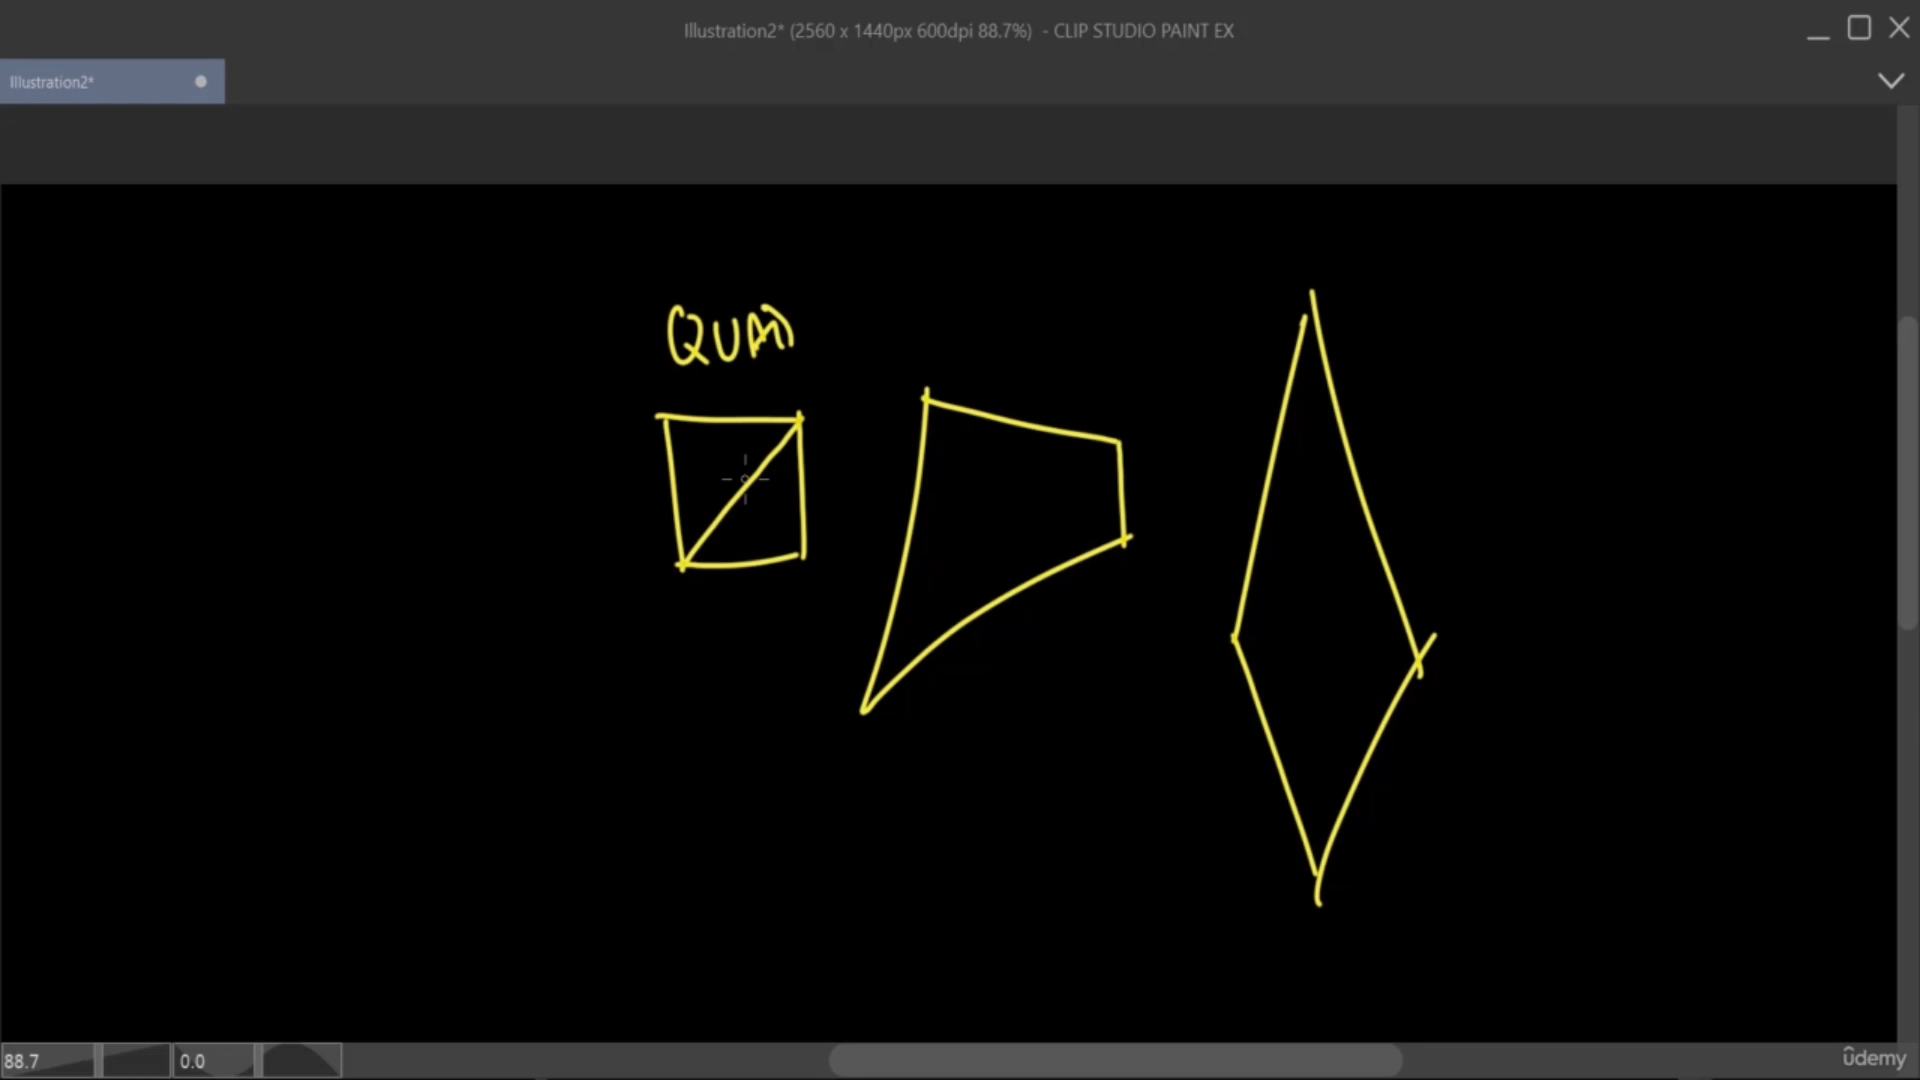 Illustration2* (2560 x 1440px 600dpi 88.7%) - CLIP STUDIO PAINT EX
Illustration2*
QUAD
88.7
0.0
ûdemy